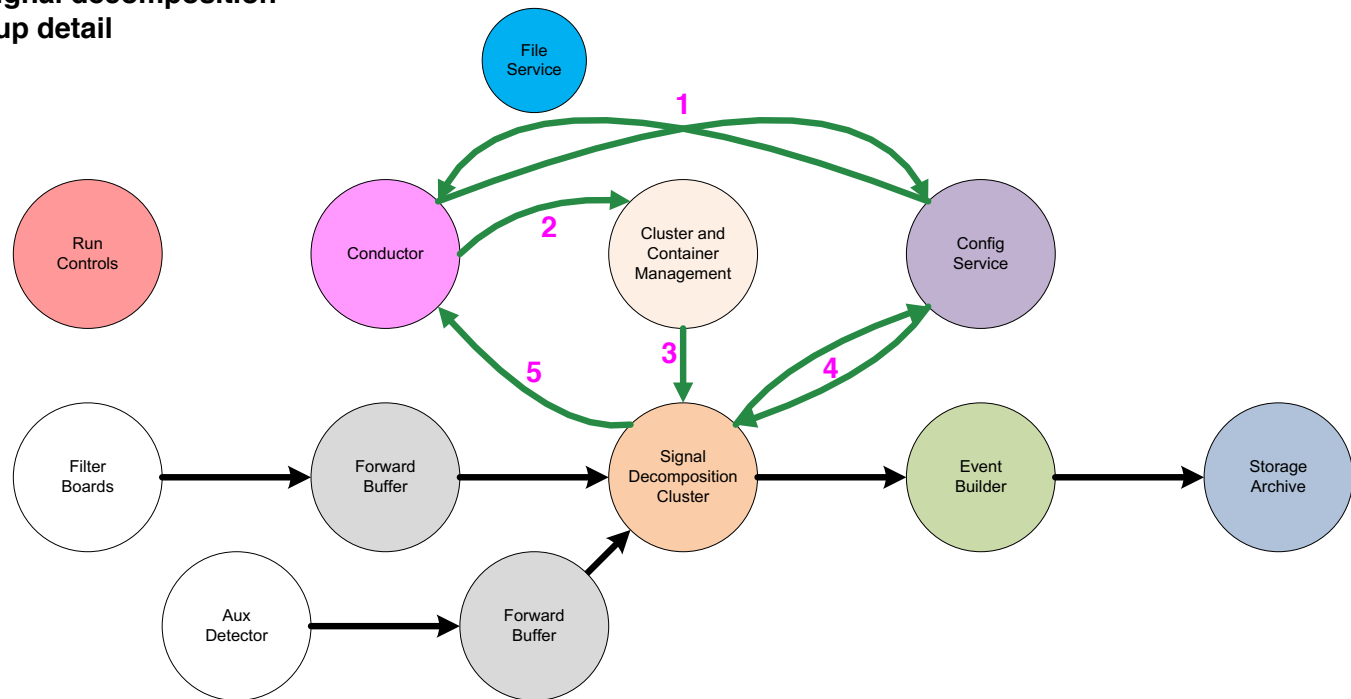 decomposition
up detail
File
Service
1
Run
Controls
Conductor
2
Cluster and
Container
Management
Config
Service
3
4
5
Filter
Boards
Forward
Buffer
Signal
Decomposition
Cluster
Event
Builder
Storage
Archive
Aux
Detector
Forward
Buffer